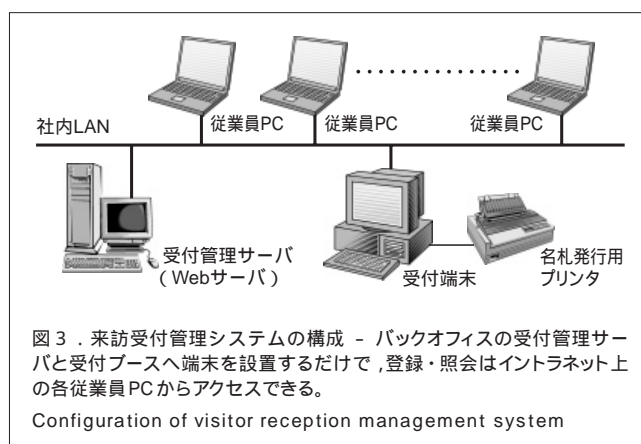 社内LAN
従業員PC 従業員PC 従業員PC
受付管理サーバ
（Webサーバ）
受付端末
名札発行用
プリンタ
図3．来訪受付管理システムの構成 － バックオフィスの受付管理サー
バと受付ブースへ端末を設置するだけで，登録・照会はイントラネット上
の各従業員PCからアクセスできる。
Configuration of visitor reception management system